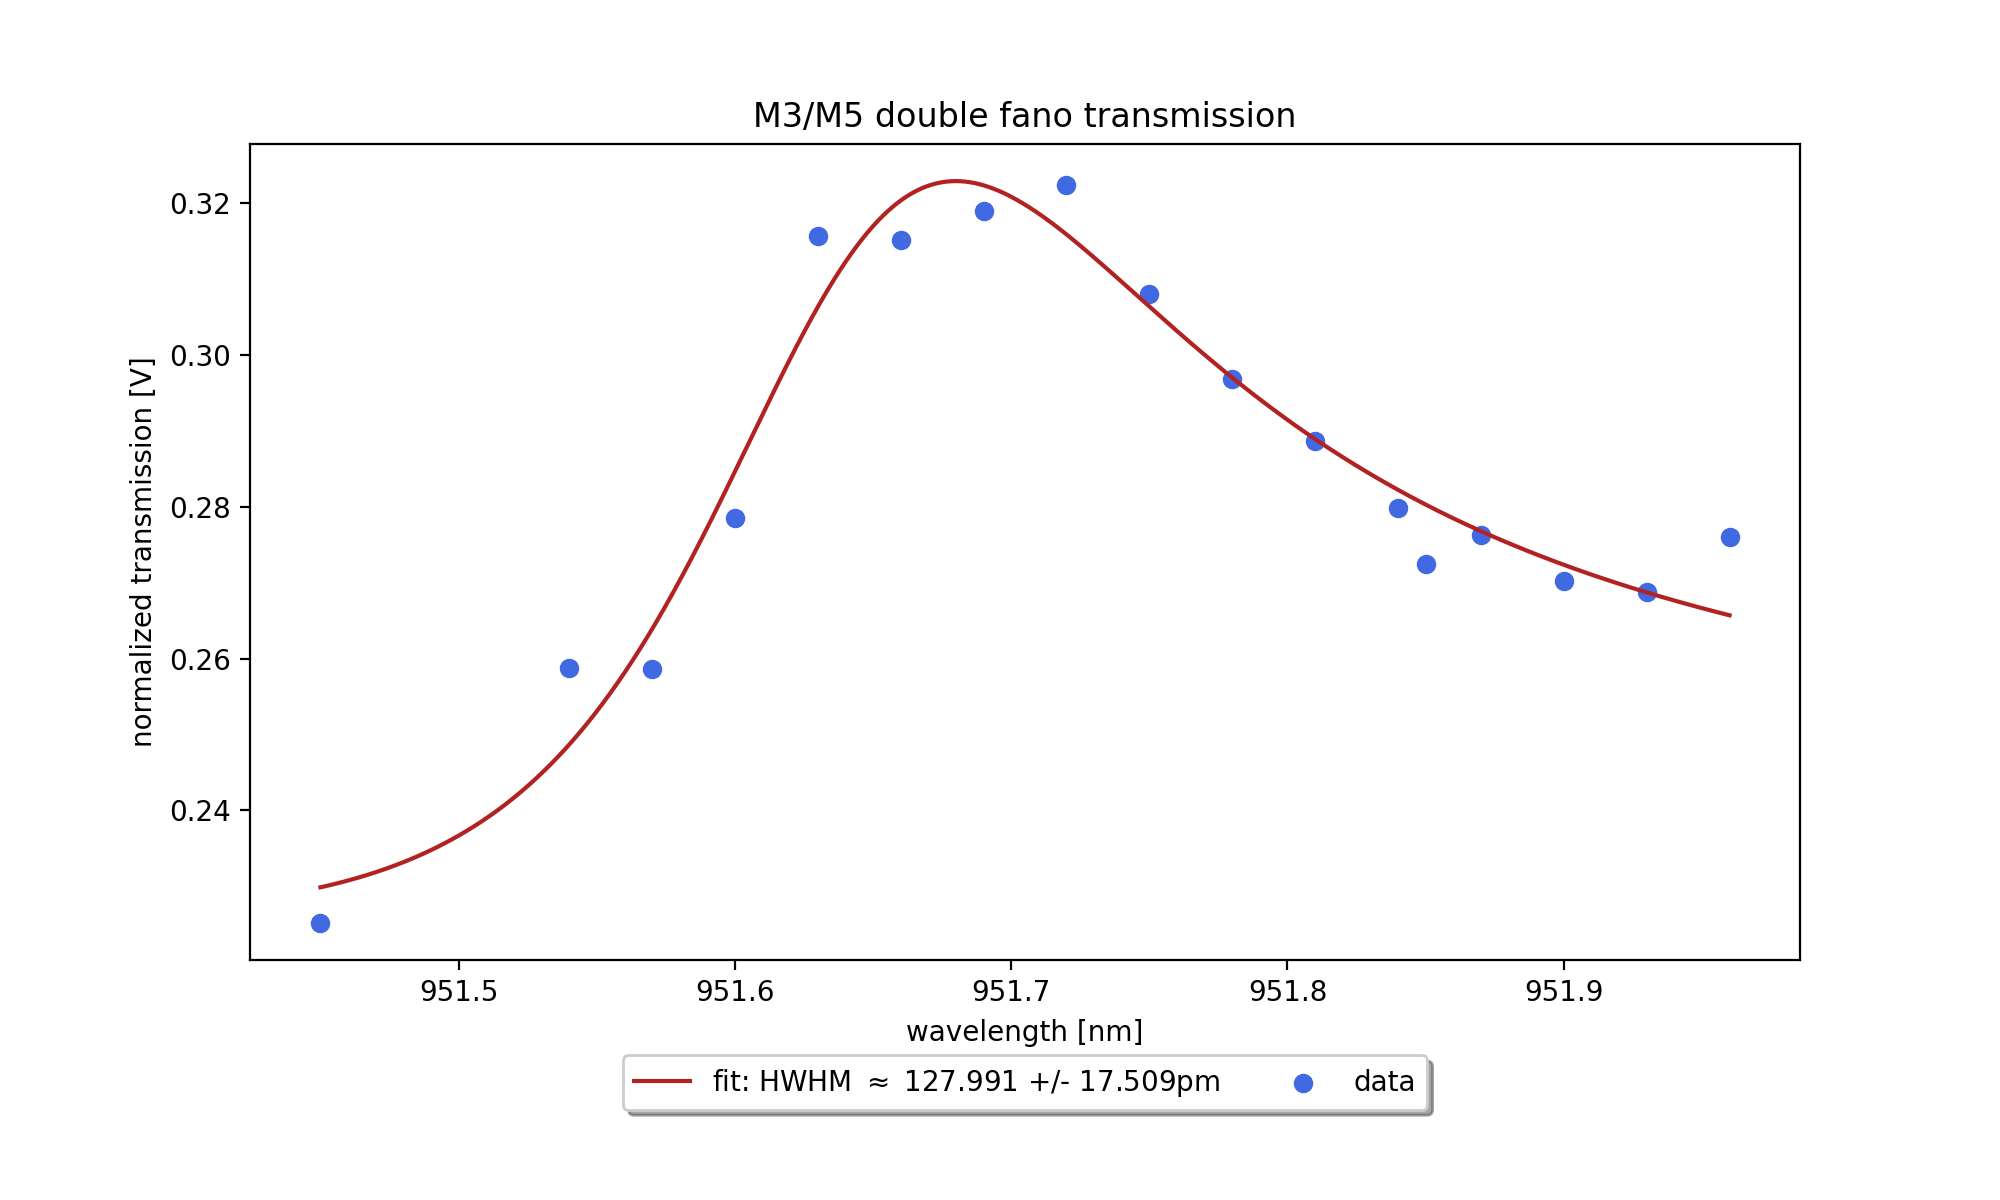 M3/M5 double fano transmission
normalized transmission [V]
0.32
0.30
0.28
0.26
0.24
951.5 951.6 951.7 951.8 951.9
wavelength [nm]
fit: HWHM ≈ 127.991 +/- 17.509pm data